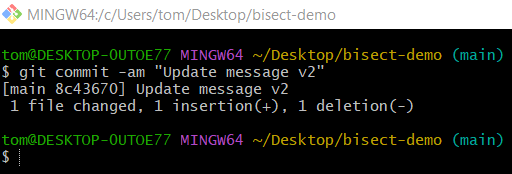 MINGW64:/c/Users/tom/Desktop/bisect-demo
tom@DESKTOP-OUTOE77 MINGW64 ~/Desktop/bisect-demo (main)
$ git commit -am "Update message v2"
[main 8c43670] Update message v2
 1 file changed, 1 insertion(+), 1 deletion(-)
tom@DESKTOP-OUTOE77 MINGW64 ~/Desktop/bisect-demo (main)
$